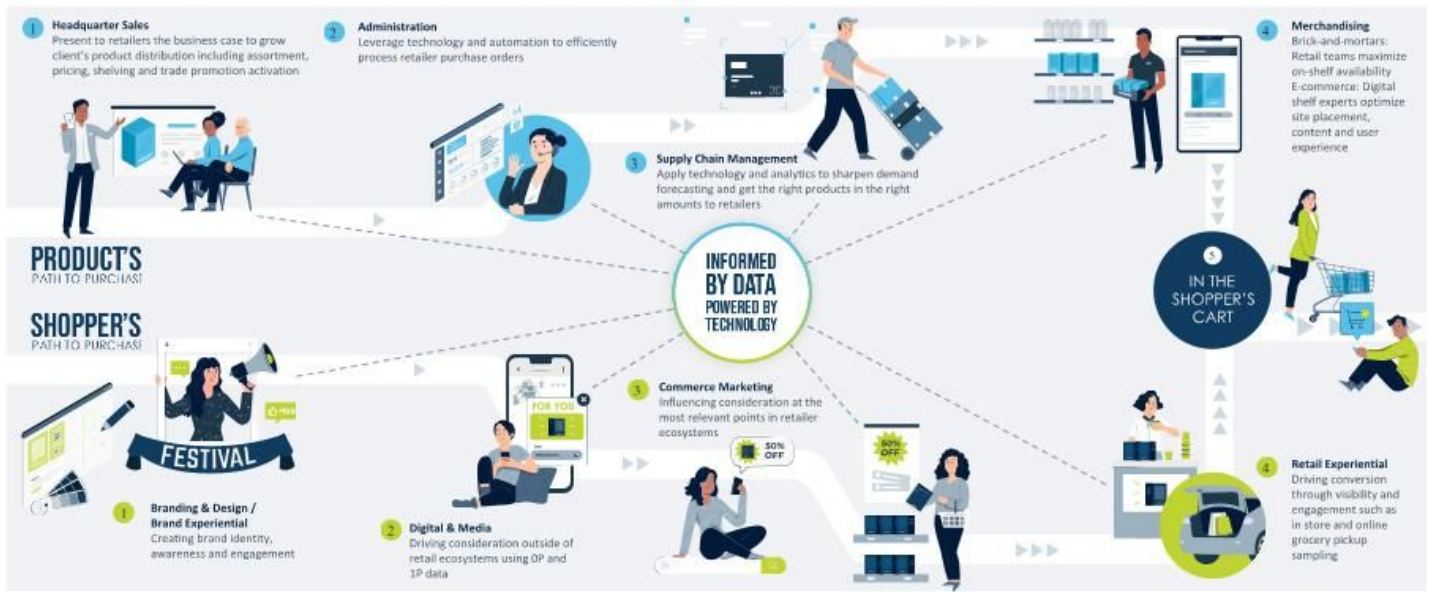 1
Headquarter Sales
Present to retailers the business case to grow
client's product distribution including assortment,
pricing, shelving and trade promotion activation
2
Administration
Leverage technology and automation to efficiently
process retailer purchase orders
3
Supply Chain Management
Apply technology and analytics to sharpen demand
forecasting and get the right products in the right
amounts to retailers
4
Merchandising
Brick-and-mortars:
Retail teams maximize
on-shelf availability
E-commerce: Digital
shelf experts optimize
site placement,
content and user
experience
PRODUCT'S
PATH TO PURCHASE
SHOPPER'S
PATH TO PURCHASE
INFORMED
BY DATA
POWERED BY
TECHNOLOGY
5
IN THE
SHOPPER'S
CART
FESTIVAL
1
Branding & Design /
Brand Experiential
Creating brand identity,
awareness and engagement
FOR YOU
2
Digital & Media
Driving consideration outside of
retail ecosystems using 0P and
1P data
3
Commerce Marketing
Influencing consideration at the
most relevant points in retailer
ecosystems
50%
OFF
50%
OFF
4
Retail Experiential
Driving conversion
through visibility and
engagement such as
in store and online
grocery pickup
sampling